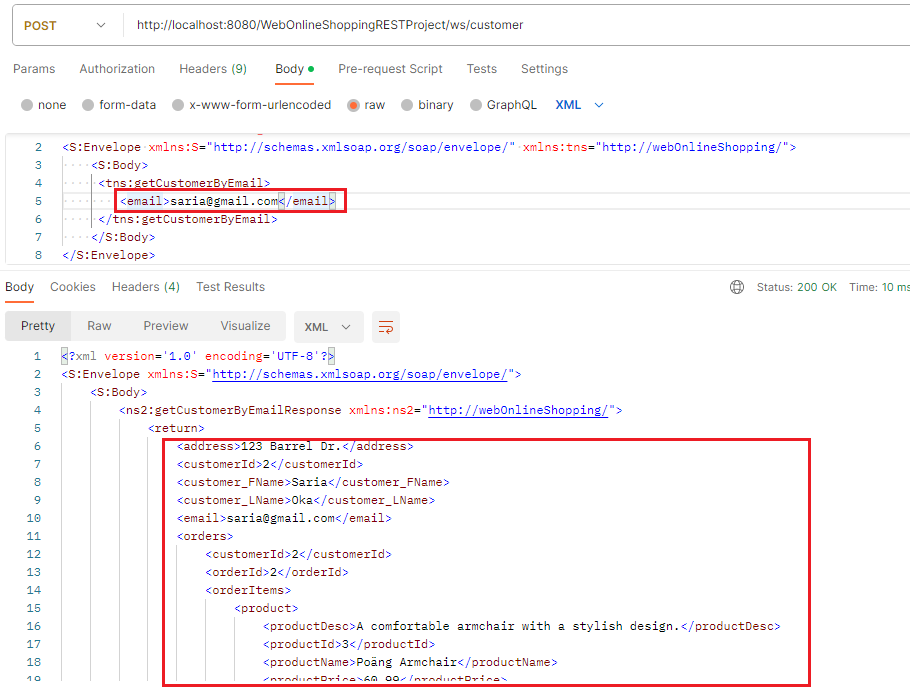 POST http://localhost:8080/WebOnlineShoppingRESTProject/ws/customer
Params Authorization Headers (9) Body Pre-request Script Tests Settings
none form-data x-www-form-urlencoded raw binary GraphQL XML
2 <S:Envelope xmlns:S="http://schemas.xmlsoap.org/soap/envelope/" xmlns:tns="http://webOnlineShopping/">
3 <S:Body>
4 <tns:getCustomerByEmail>
5 <email>saria@gmail.com</email>
6 </tns:getCustomerByEmail>
7 </S:Body>
8 </S:Envelope>
Body Cookies Headers (4) Test Results Status: 200 OK Time: 10 ms
Pretty Raw Preview Visualize XML
1 <?xml version='1.0' encoding='UTF-8'?>
2 <S:Envelope xmlns:S="http://schemas.xmlsoap.org/soap/envelope/">
3 <S:Body>
4 <ns2:getCustomerByEmailResponse xmlns:ns2="http://webOnlineShopping/">
5 <return>
6 <address>123 Barrel Dr.</address>
7 <customerId>2</customerId>
8 <customer_FName>Saria</customer_FName>
9 <customer_LName>Oka</customer_LName>
10 <email>saria@gmail.com</email>
11 <orders>
12 <customerId>2</customerId>
13 <orderId>2</orderId>
14 <orderItems>
15 <product>
16 <productDesc>A comfortable armchair with a stylish design.</productDesc>
17 <productId>3</productId>
18 <productName>Poäng Armchair</productName>
19 <productPrice>60.99</productPrice>